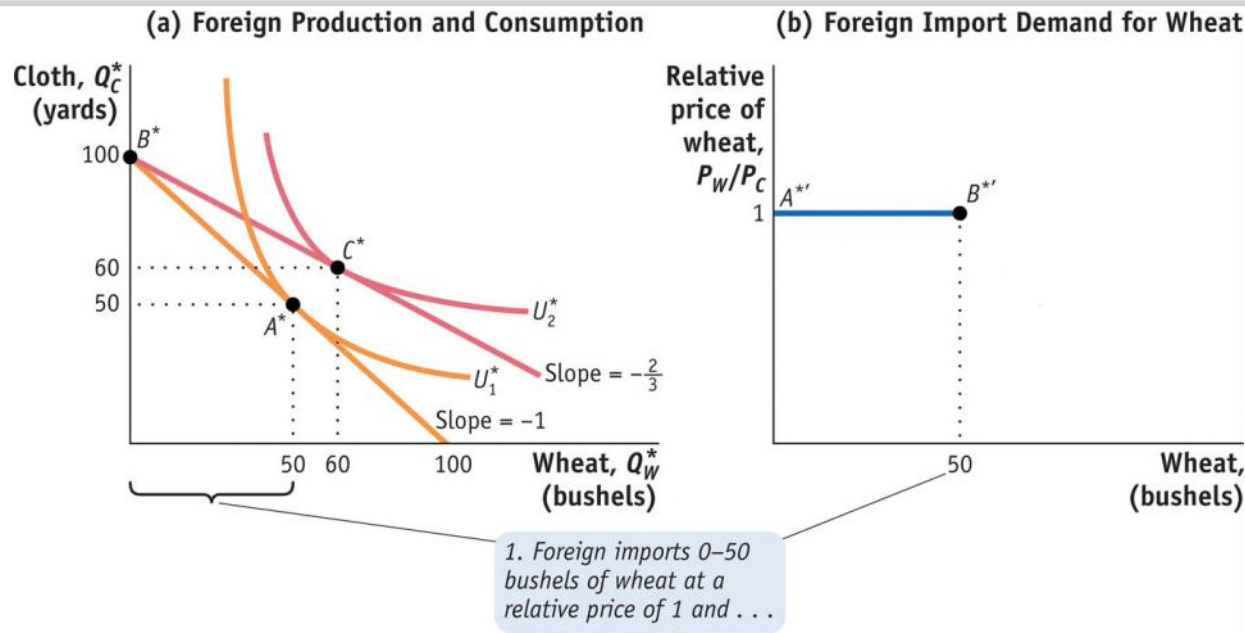 (a) Foreign Production and Consumption
Cloth, Q*C
(yards)
B*
100
60
50
C*
A*
U*2
Slope = –2/3
U*1
Slope = –1
50 60 100
Wheat, Q*W
(bushels)
(b) Foreign Import Demand for Wheat
Relative
price of
wheat,
PW/PC
A*′
B*′
1
50
Wheat,
(bushels)
1. Foreign imports 0–50
bushels of wheat at a
relative price of 1 and . . .